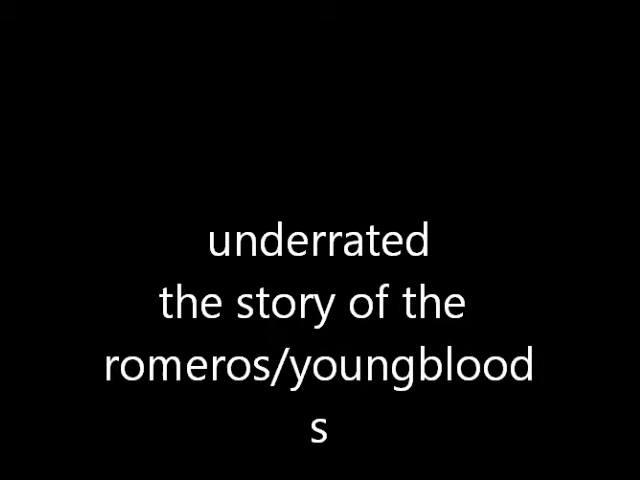 underrated
the story of the
romeros/youngblood
s